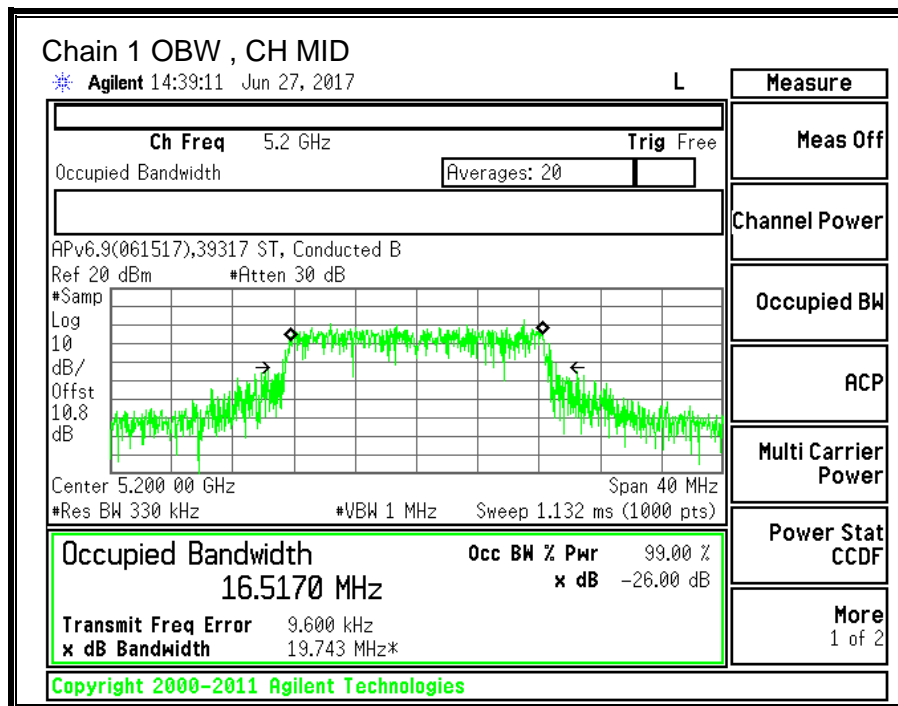 Chain 1 OBW , CH MID
Agilent 14:39:11 Jun 27, 2017 L
Measure
Ch Freq 5.2 GHz Trig Free
Occupied Bandwidth Averages: 20
Meas Off
Channel Power
APv6.9(061517),39317 ST, Conducted B
Ref 20 dBm #Atten 30 dB
#Samp
Log
10
dB/
Offst
10.8
dB
Occupied BW
ACP
Center 5.200 00 GHz Span 40 MHz
#Res BW 330 kHz #VBW 1 MHz Sweep 1.132 ms (1000 pts)
Multi Carrier
Power
Occupied Bandwidth Occ BW % Pwr 99.00 %
16.5170 MHz x dB -26.00 dB
Transmit Freq Error 9.600 kHz
x dB Bandwidth 19.743 MHz*
Power Stat
CCDF
More
1 of 2
Copyright 2000-2011 Agilent Technologies